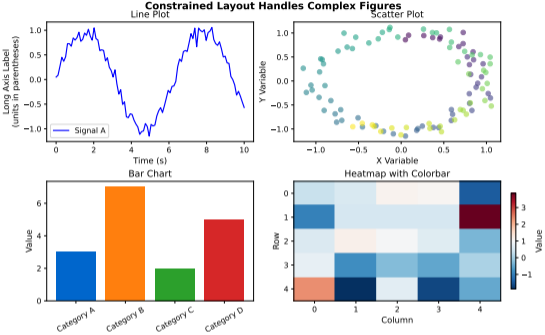 Constrained Layout Handles Complex Figures
Line Plot
Long Axis Label
(units in parentheses)
1.0
0.5
0.0
−0.5
−1.0
Signal A
0 2 4 6 8 10
Time (s)
Scatter Plot
Y Variable
1.0
0.5
0.0
−0.5
−1.0
−1.0 −0.5 0.0 0.5 1.0
X Variable
Bar Chart
Value
6
4
2
0
Category A Category B Category C Category D
Heatmap with Colorbar
Row
0
1
2
3
4
0 1 2 3 4
Column
3
2
1
0
−1
Value